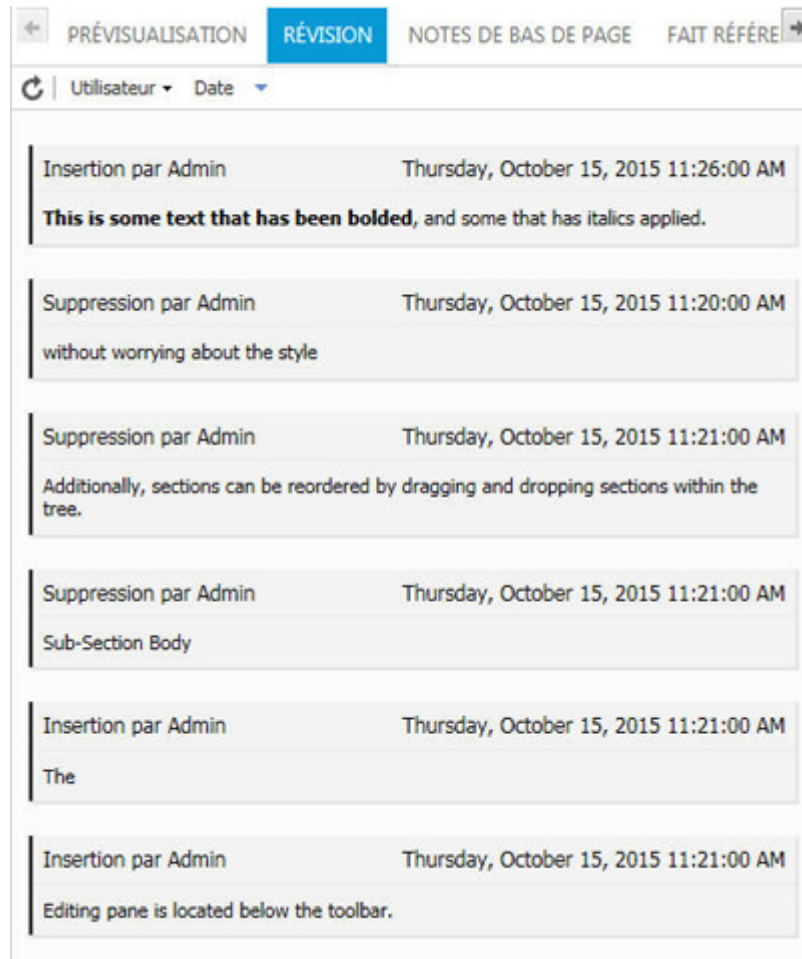 PRÉVISUALISATION RÉVISION NOTES DE BAS DE PAGE FAIT RÉFÉRE
Utilisateur Date
Insertion par Admin Thursday, October 15, 2015 11:26:00 AM
This is some text that has been bolded, and some that has italics applied.
Suppression par Admin Thursday, October 15, 2015 11:20:00 AM
without worrying about the style
Suppression par Admin Thursday, October 15, 2015 11:21:00 AM
Additionally, sections can be reordered by dragging and dropping sections within the
tree.
Suppression par Admin Thursday, October 15, 2015 11:21:00 AM
Sub-Section Body
Insertion par Admin Thursday, October 15, 2015 11:21:00 AM
The
Insertion par Admin Thursday, October 15, 2015 11:21:00 AM
Editing pane is located below the toolbar.